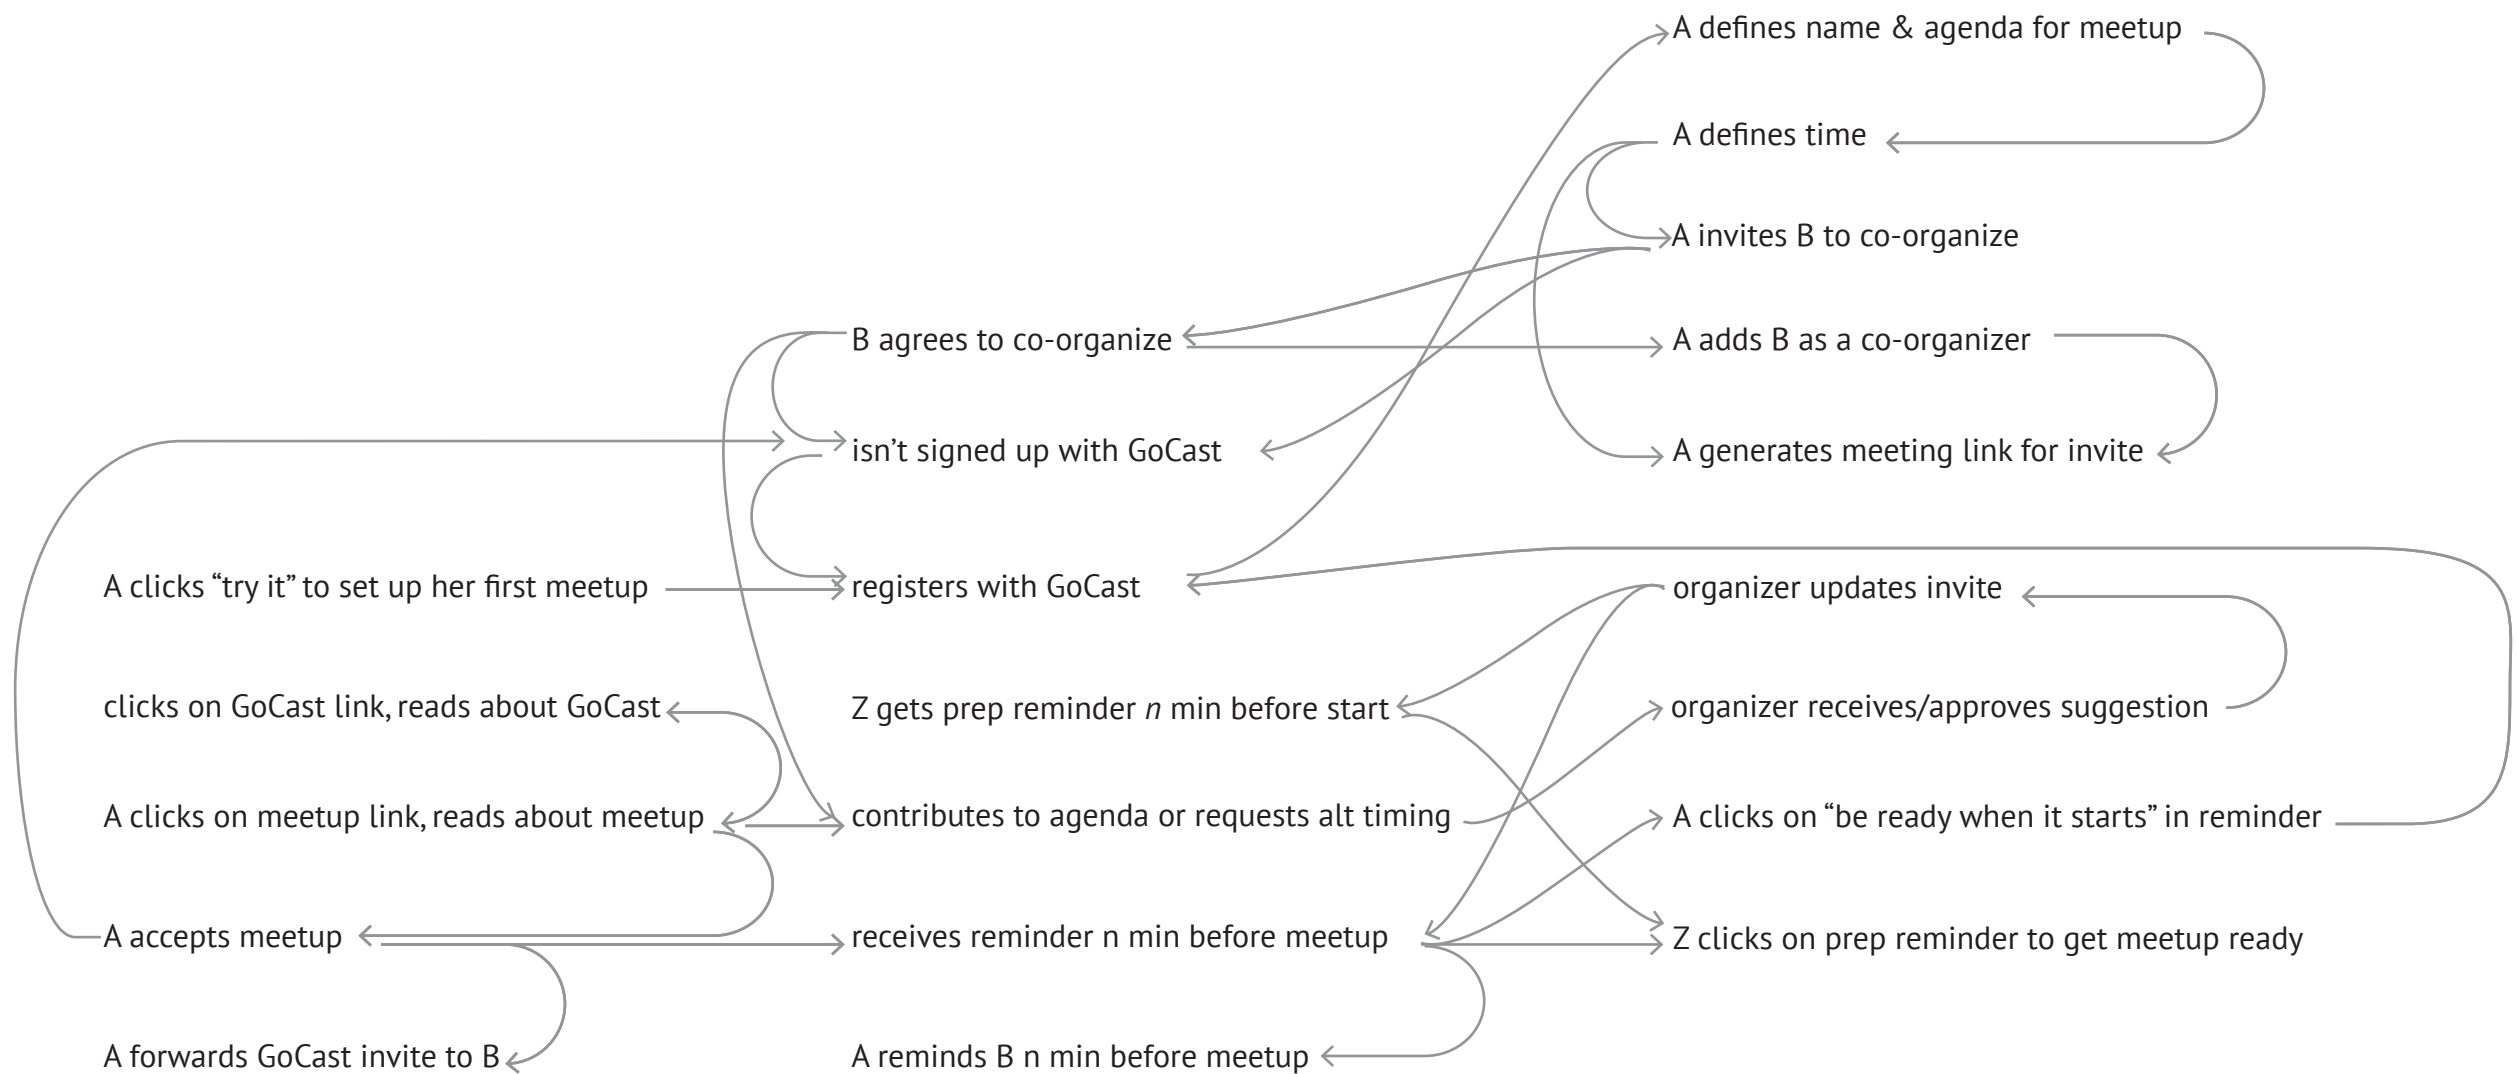 A defines name & agenda for meetup
A defines time
A invites B to co-organize
B agrees to co-organize
A adds B as a co-organizer
isn’t signed up with GoCast
A generates meeting link for invite
A clicks “try it” to set up her first meetup
registers with GoCast
organizer updates invite
clicks on GoCast link, reads about GoCast
Z gets prep reminder n min before start
organizer receives/approves suggestion
A clicks on meetup link, reads about meetup
contributes to agenda or requests alt timing
A clicks on “be ready when it starts” in reminder
A accepts meetup
receives reminder n min before meetup
Z clicks on prep reminder to get meetup ready
A forwards GoCast invite to B
A reminds B n min before meetup